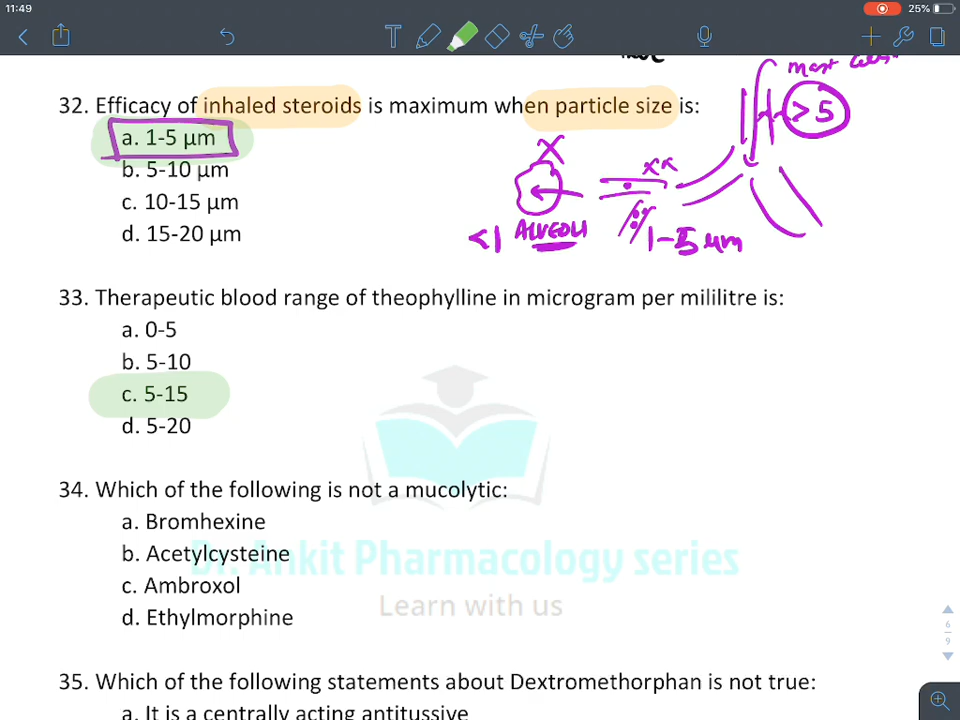 11:49
25%
T
mast
32. Efficacy of inhaled steroids is maximum when particle size is:
> 5
a. 1-5 μm
X
b. 5-10 μm
xx
c. 10-15 μm
d. 15-20 μm
<1 ALVEOLI
1-5 μm
33. Therapeutic blood range of theophylline in microgram per mililitre is:
a. 0-5
b. 5-10
c. 5-15
d. 5-20
34. Which of the following is not a mucolytic:
a. Bromhexine
b. Acetylcysteine
Dr. Ankit Pharmacology series
c. Ambroxol
Learn with us
d. Ethylmorphine
6
9
35. Which of the following statements about Dextromethorphan is not true:
a. It is a centrally acting antitussive